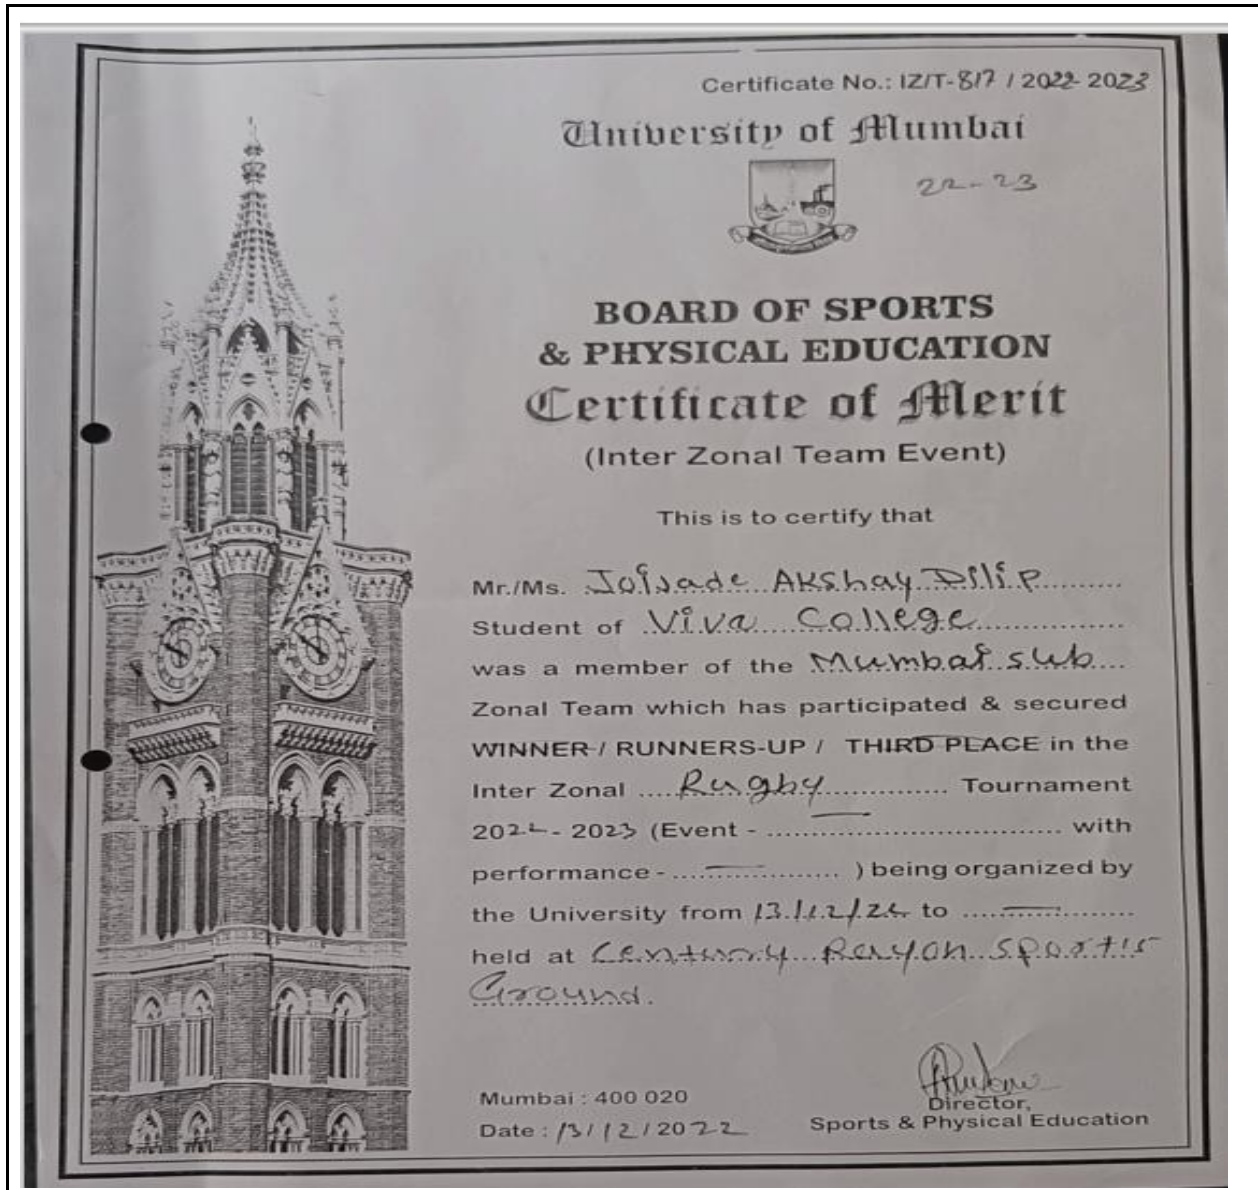 Certificate No.: IZ/T-817 / 2022-2023
University of Mumbai
22-23
BOARD OF SPORTS
& PHYSICAL EDUCATION
Certificate of Merit
(Inter Zonal Team Event)
This is to certify that
Mr./Ms. Akshay Dilip
Student of Viva College
was a member of the Mumbai sub
Zonal Team which has participated & secured
WINNER / RUNNERS-UP / THIRD PLACE in the
Inter Zonal Rugby Tournament
2022 - 2023 (Event - — with
performance - — ) being organized by
the University from 13/12/22 to —
held at Century Rayon Sports
Ground.
Mumbai : 400 020
Director,
Date : 13/12/2022
Sports & Physical Education